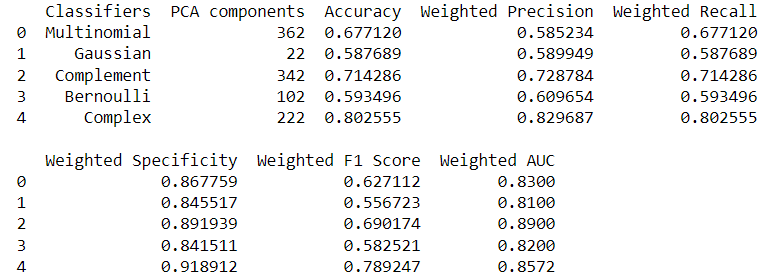 Classifiers PCA components Accuracy Weighted Precision Weighted Recall
0 Multinomial 362 0.677120 0.585234 0.677120
1 Gaussian 22 0.587689 0.589949 0.587689
2 Complement 342 0.714286 0.728784 0.714286
3 Bernoulli 102 0.593496 0.609654 0.593496
4 Complex 222 0.802555 0.829687 0.802555
Weighted Specificity Weighted F1 Score Weighted AUC
0 0.867759 0.627112 0.8300
1 0.845517 0.556723 0.8100
2 0.891939 0.690174 0.8900
3 0.841511 0.582521 0.8200
4 0.918912 0.789247 0.8572